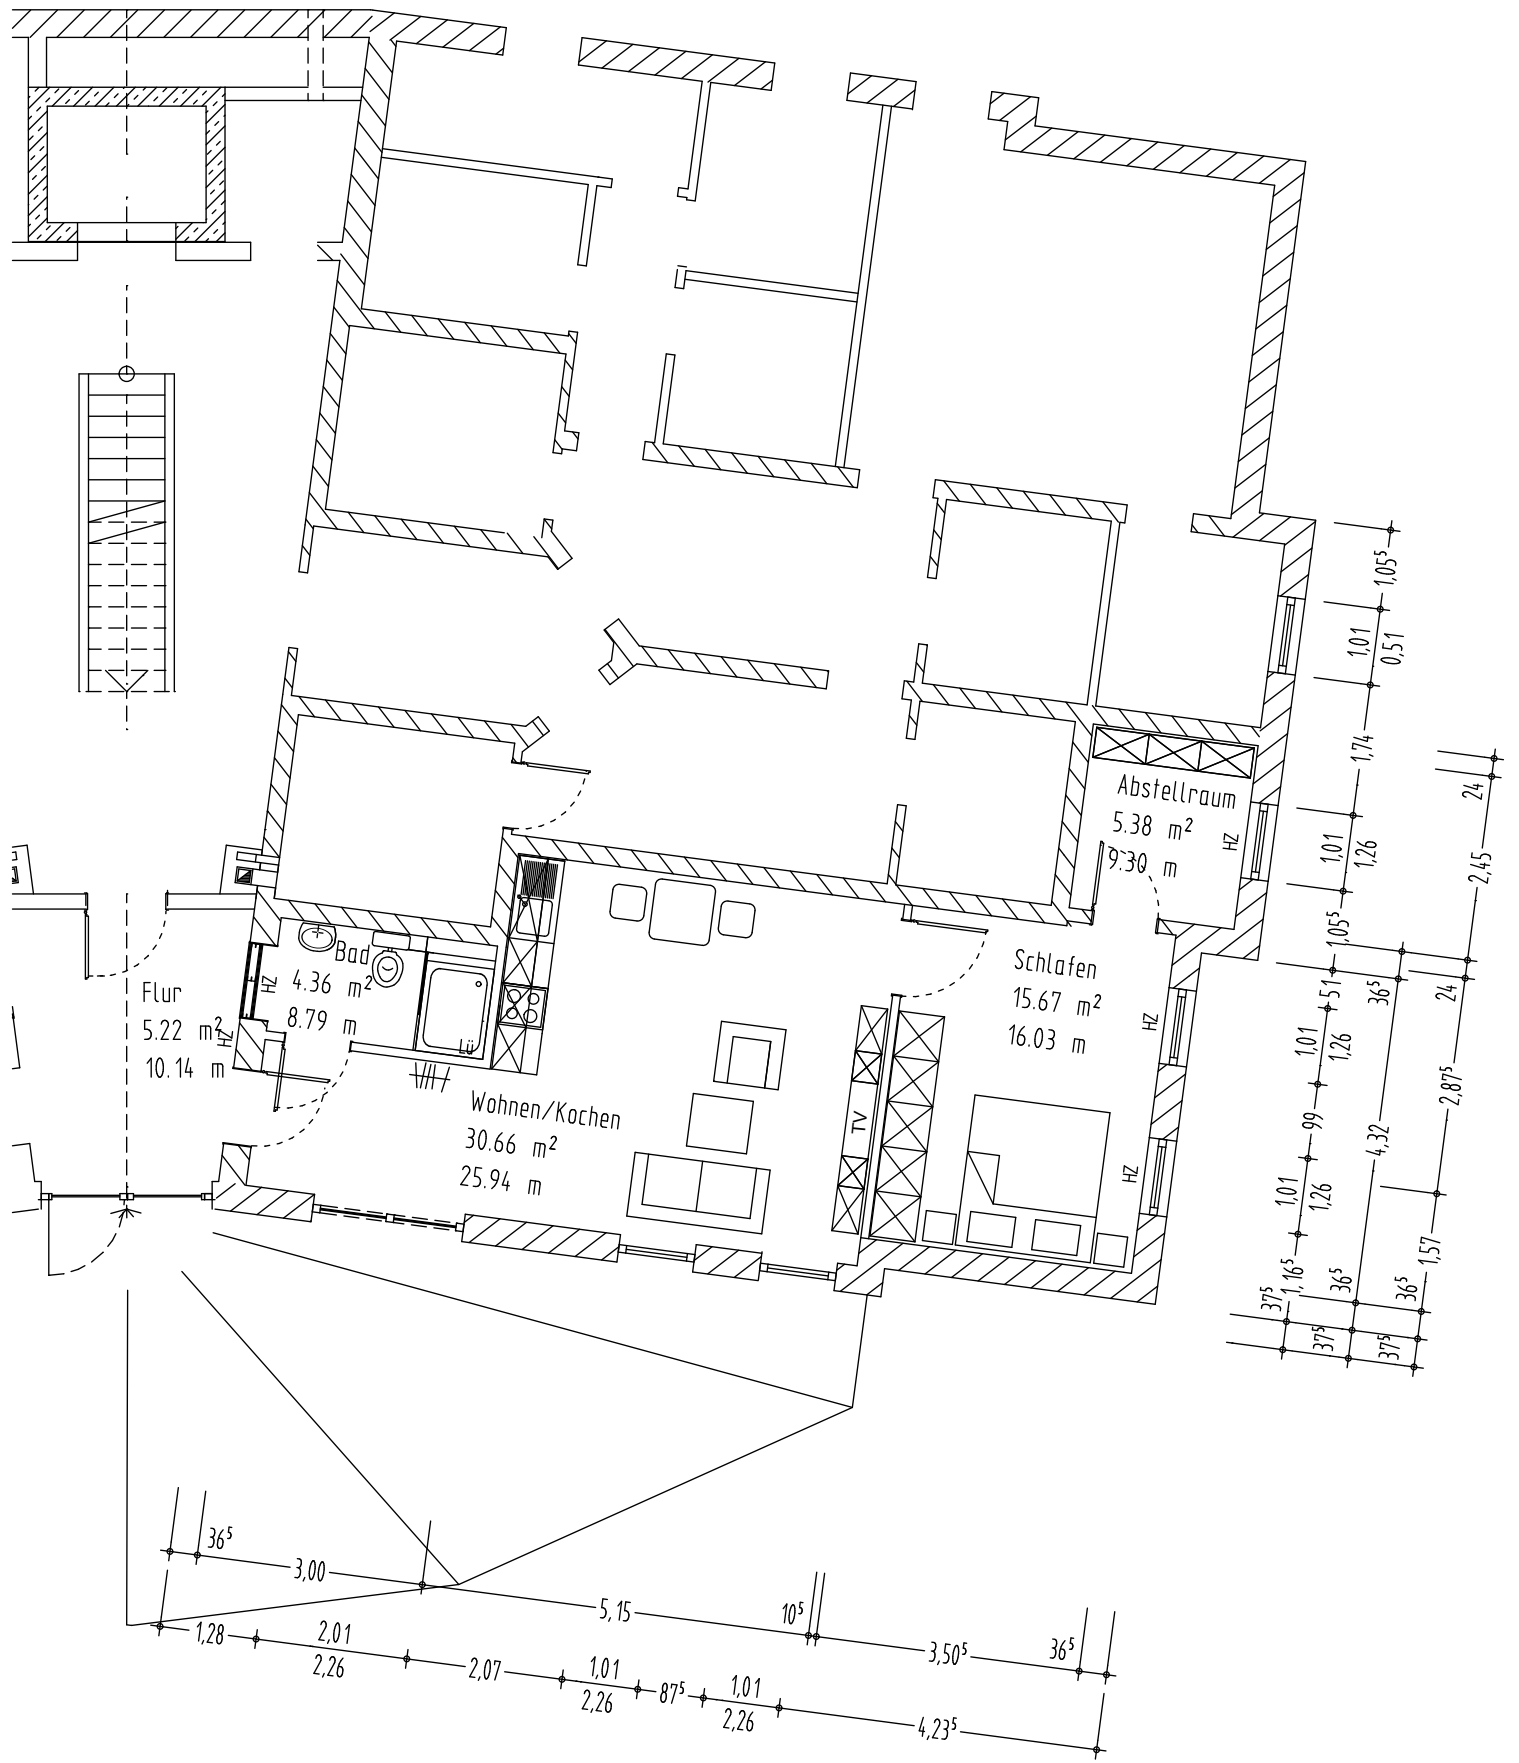 Abstellraum
5.38 m²
9.30 m
HZ
Schlafen
15.67 m²
16.03 m
HZ
HZ
Bad
4.36 m²
8.79 m
HZ
Lü
Flur
5.22 m²
10.14 m
HZ
Wohnen/Kochen
30.66 m²
25.94 m
TV
1,05⁵
1,01
0,51
1,74
1,01
1,26
1,05⁵
51
1,01
1,26
99
1,01
1,26
1,16⁵
37⁵
36⁵
4,32
36⁵
37⁵
24
2,45
24
2,87⁵
1,57
36⁵
37⁵
36⁵
3,00
5,15
10⁵
3,50⁵
36⁵
1,28
2,01
2,26
2,07
1,01
2,26
87⁵
1,01
2,26
4,23⁵